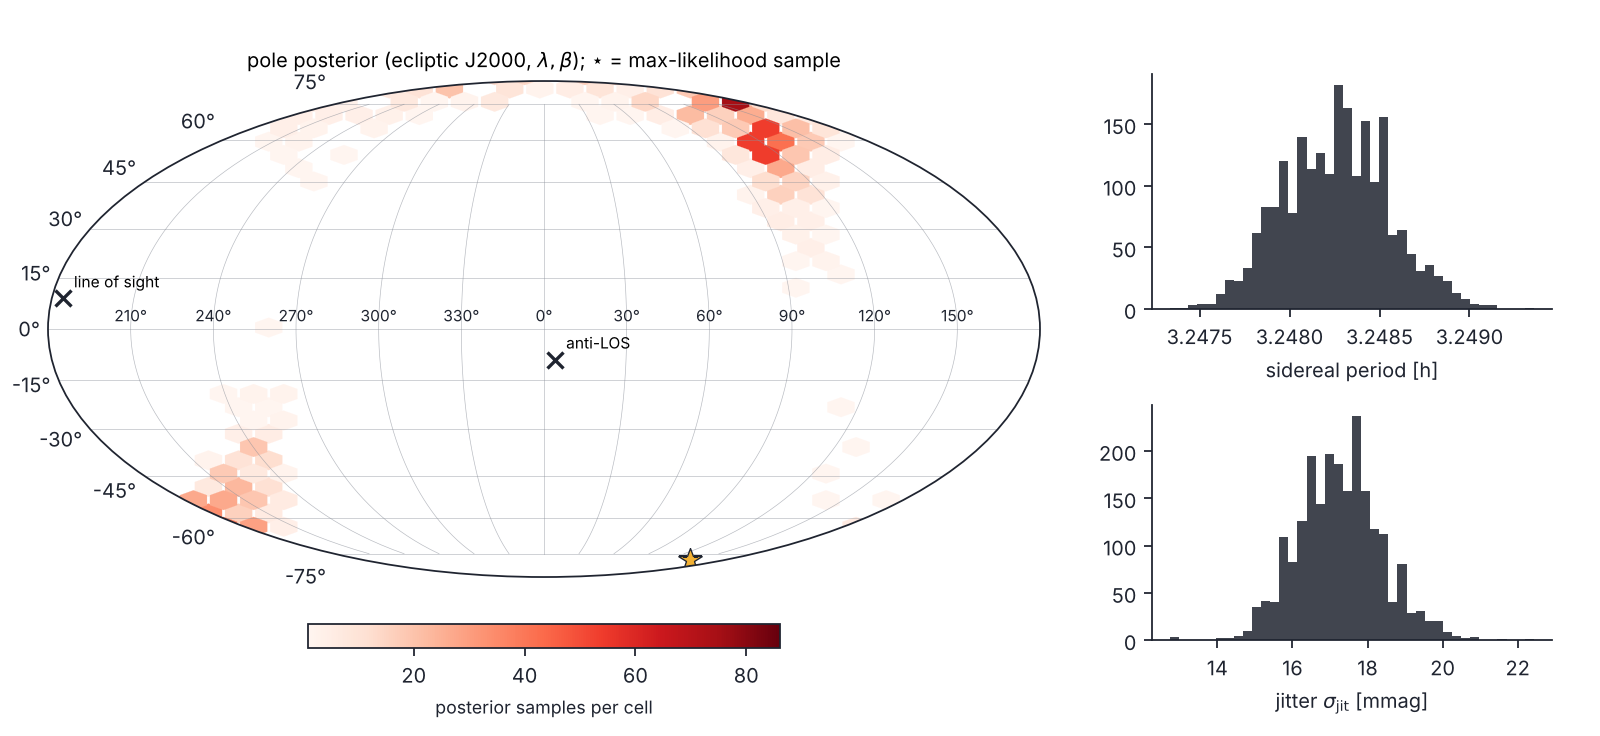 pole posterior (ecliptic J2000, λ, β); ⋆ = max-likelihood sample
75°
60°
45°
30°
15°
0°
-15°
-30°
-45°
-60°
-75°
line of sight
210° 240° 270° 300° 330° 0° 30° 60° 90° 120° 150°
anti-LOS
20 40 60 80
posterior samples per cell
150
100
50
0
3.2475 3.2480 3.2485 3.2490
sidereal period [h]
200
150
100
50
0
14 16 18 20 22
jitter σjit [mmag]